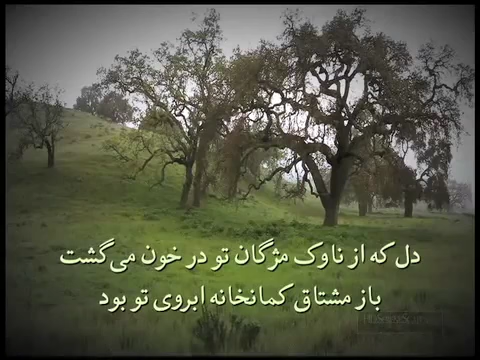 دل که از ناوک مژگان تو در خون می‌گشت
باز مشتاق کمانخانه ابروی تو بود